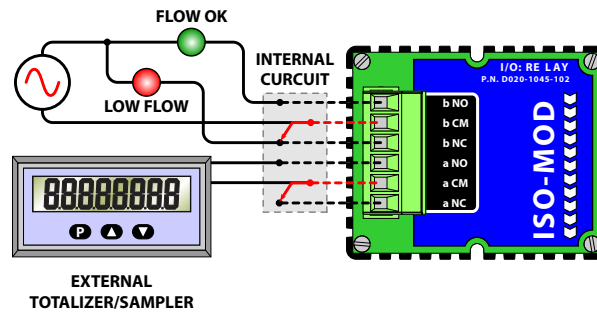 FLOW OK
INTERNAL
CURCUIT
LOW FLOW
I/O: RE LAY
P.N. D020-1045-102
b NO
b CM
b NC
a NO
a CM
a NC
ISO-MOD
88888888
P
EXTERNAL
TOTALIZER/SAMPLER